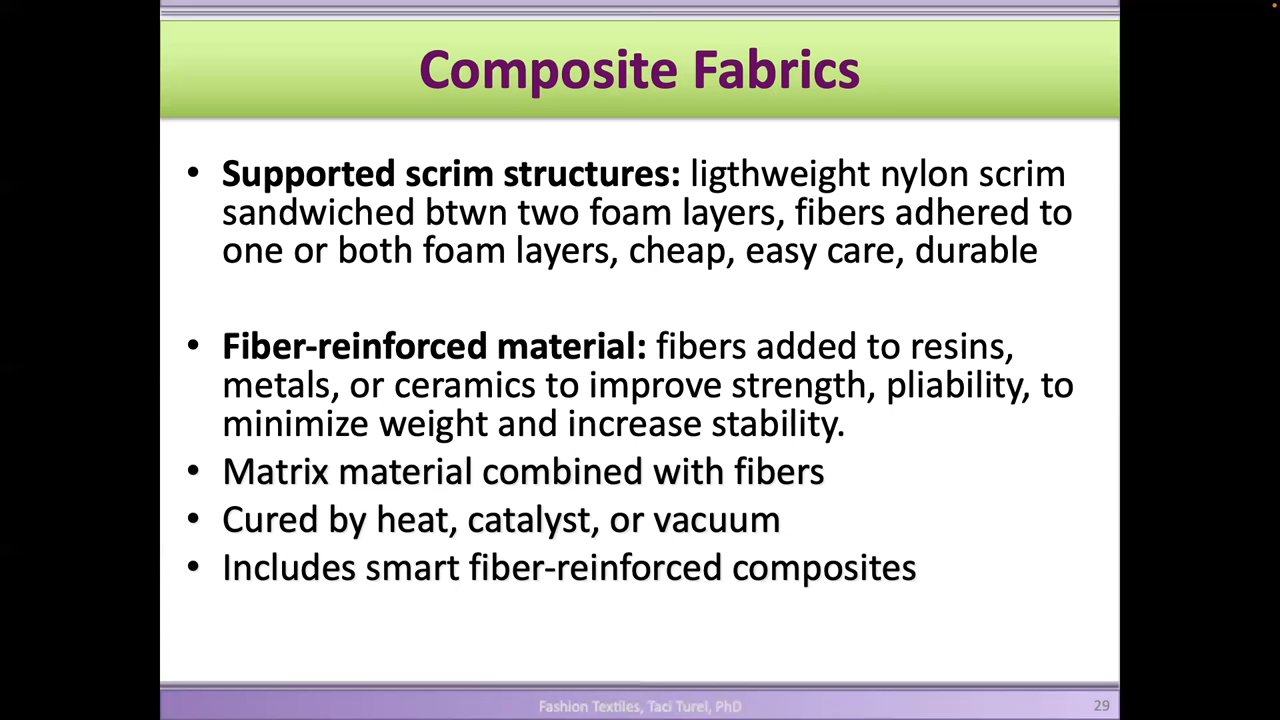 Composite Fabrics
• Supported scrim structures: ligthweight nylon scrim
sandwiched btwn two foam layers, fibers adhered to
one or both foam layers, cheap, easy care, durable
• Fiber-reinforced material: fibers added to resins,
metals, or ceramics to improve strength, pliability, to
minimize weight and increase stability.
• Matrix material combined with fibers
• Cured by heat, catalyst, or vacuum
• Includes smart fiber-reinforced composites
Fashion Textiles, Taci Turel, PhD
29